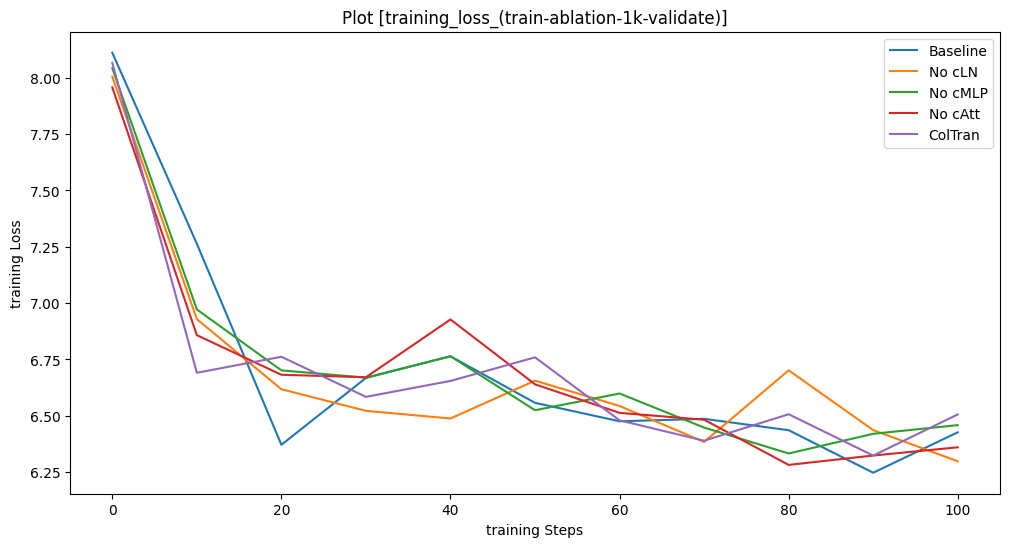 Plot [training_loss_(train-ablation-1k-validate)]
Baseline
No cLN
No cMLP
No cAtt
ColTran
training Loss
8.00
7.75
7.50
7.25
7.00
6.75
6.50
6.25
0 20 40 60 80 100
training Steps